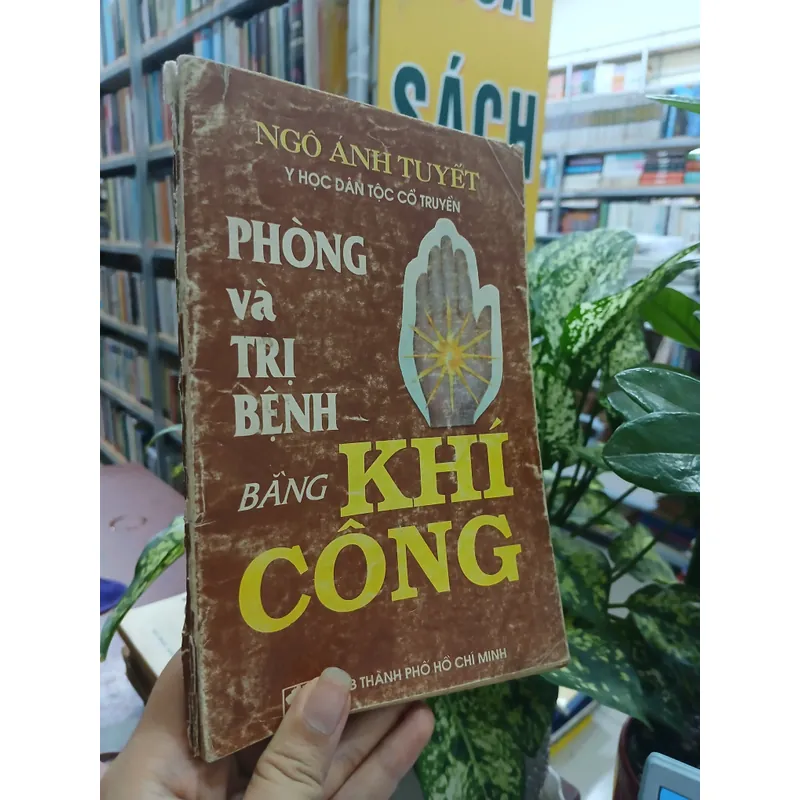 SÁCH
NGÔ ÁNH TUYẾT
Y HỌC DÂN TỘC CỔ TRUYỀN
PHÒNG
và
TRỊ
BỆNH
BẰNG KHÍ
CÔNG
THÀNH PHỐ HỒ CHÍ MINH